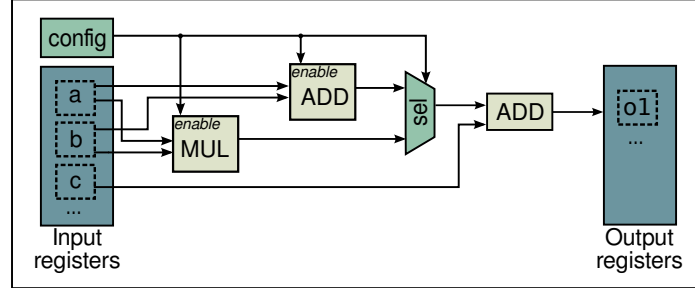 config
enable
ADD
a
b
c
...
enable
MUL
sel
ADD
o1
...
Input
registers
Output
registers